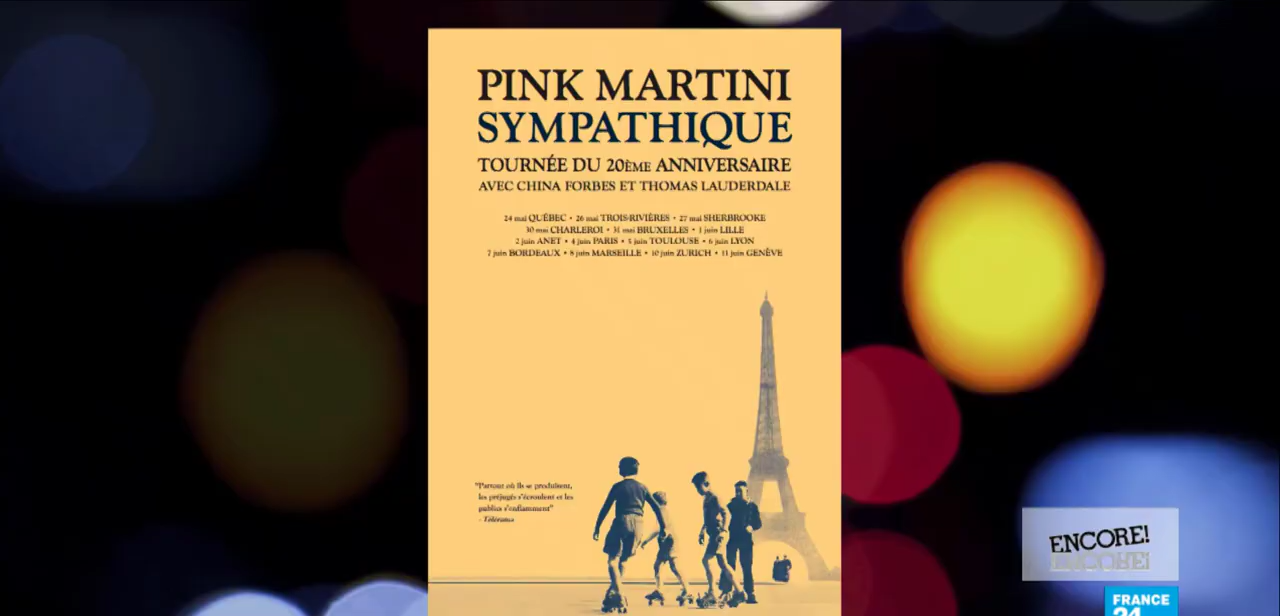 PINK MARTINI
SYMPATHIQUE
TOURNÉE DU 20ÈME ANNIVERSAIRE
AVEC CHINA FORBES ET THOMAS LAUDERDALE
24 mai QUÉBEC • 26 mai TROIS-RIVIÈRES • 27 mai SHERBROOKE
30 mai CHARLEROI • 31 mai BRUXELLES • 1 juin LILLE
2 juin ANET • 4 juin PARIS • 5 juin TOULOUSE • 6 juin LYON
7 juin BORDEAUX • 8 juin MARSEILLE • 10 juin ZURICH • 11 juin GENÈVE
"Partout où ils se produisent,
les préjugés s'écroulent et les
publics s'enflamment"
- Télérama
ENCORE!
FRANCE
24